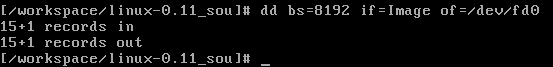 [/workspace/linux-0.11_sou]# dd bs=8192 if=Image of=/dev/fd0
15+1 records in
15+1 records out
[/workspace/linux-0.11_sou]# _